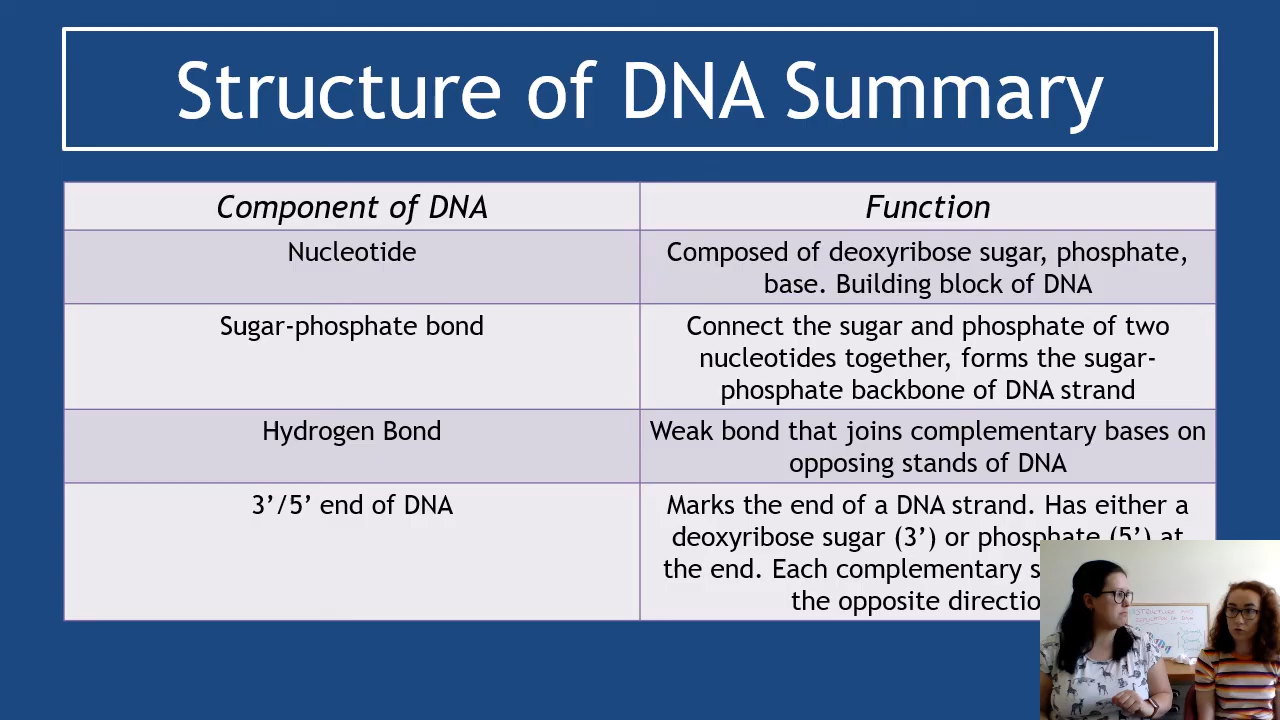 Structure of DNA Summary
Component of DNA
Function
Nucleotide
Composed of deoxyribose sugar, phosphate,
base. Building block of DNA
Sugar-phosphate bond
Connect the sugar and phosphate of two
nucleotides together, forms the sugar-
phosphate backbone of DNA strand
Hydrogen Bond
Weak bond that joins complementary bases on
opposing stands of DNA
3’/5’ end of DNA
Marks the end of a DNA strand. Has either a
deoxyribose sugar (3’) or phosphate (5’) at
the end. Each complementary
the opposite
STRUCTURE AND